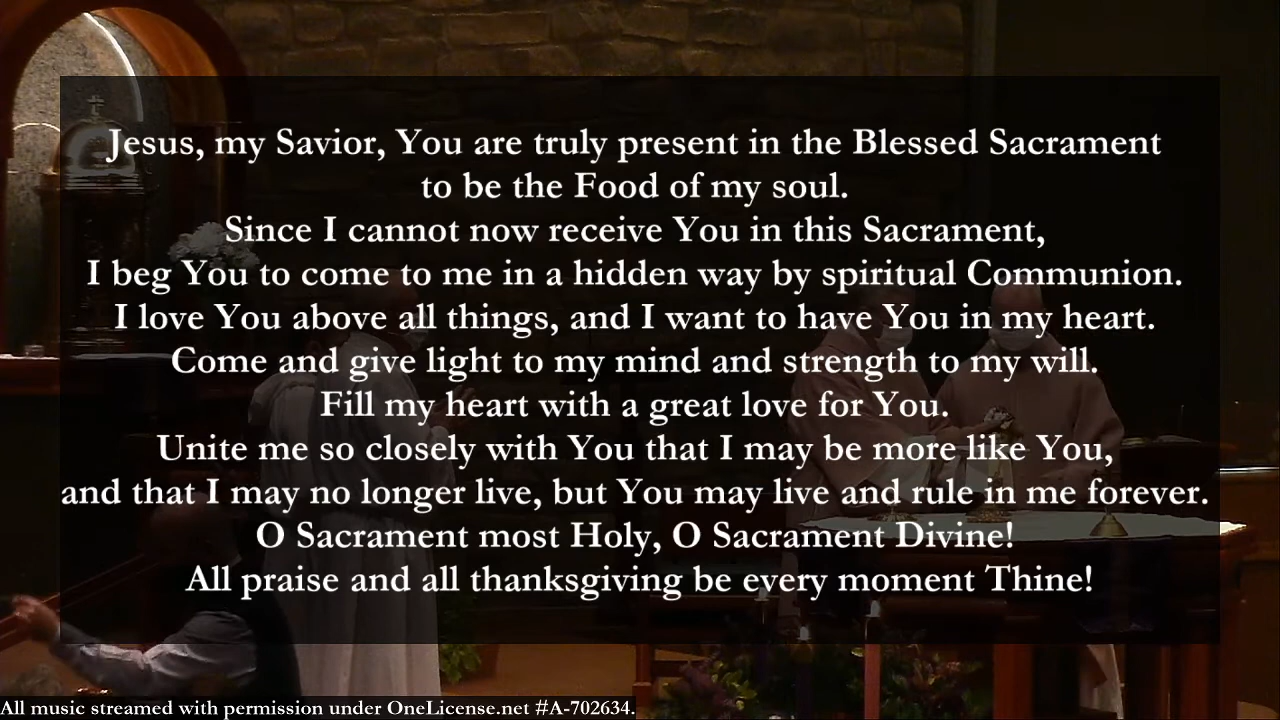 Jesus, my Savior, You are truly present in the Blessed Sacrament
to be the Food of my soul.
Since I cannot now receive You in this Sacrament,
I beg You to come to me in a hidden way by spiritual Communion.
I love You above all things, and I want to have You in my heart.
Come and give light to my mind and strength to my will.
Fill my heart with a great love for You.
Unite me so closely with You that I may be more like You,
and that I may no longer live, but You may live and rule in me forever.
O Sacrament most Holy, O Sacrament Divine!
All praise and all thanksgiving be every moment Thine!
All music streamed with permission under OneLicense.net #A-702634.